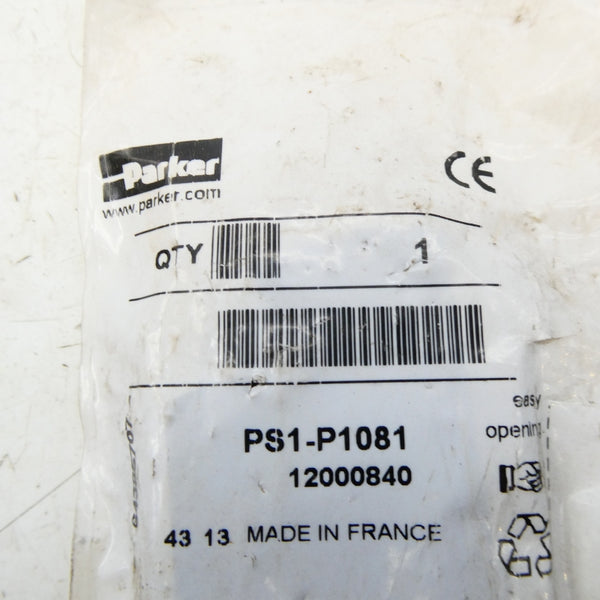 Parker
www.parker.com
CE
QTY 1
PS1-P1081
12000840
43 13 MADE IN FRANCE
easy
opening